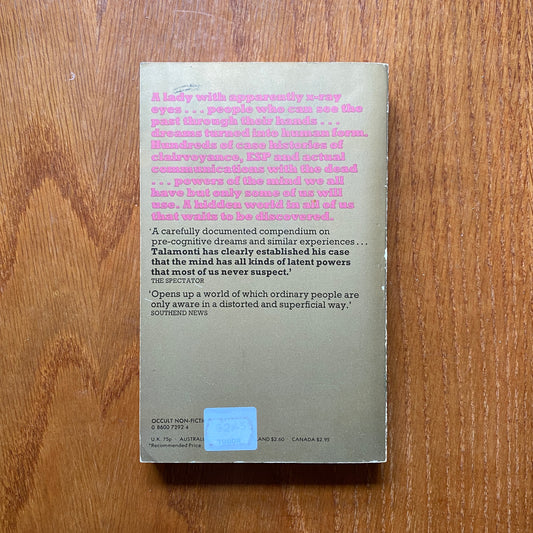 A lady with apparently x-ray
eyes . . . people who can see the
past through their hands . . .
dreams turned into human form.
Hundreds of case histories of
clairvoyance, ESP and actual
communications with the dead
. . . powers of the mind we all
have but only some of us will
use. A hidden world in all of us
that waits to be discovered.
'A carefully documented compendium on
pre-cognitive dreams and similar experiences . . .
Talamonti has clearly established his case
that the mind has all kinds of latent powers
that most of us never suspect.'
THE SPECTATOR
'Opens up a world of which ordinary people are
only aware in a distorted and superficial way.'
SOUTHEND NEWS
OCCULT NON-FICT
0 8600 7292 4
U.K. 75p AUSTRAL LAND $2.60 CANADA $2.95
*Recommended Price